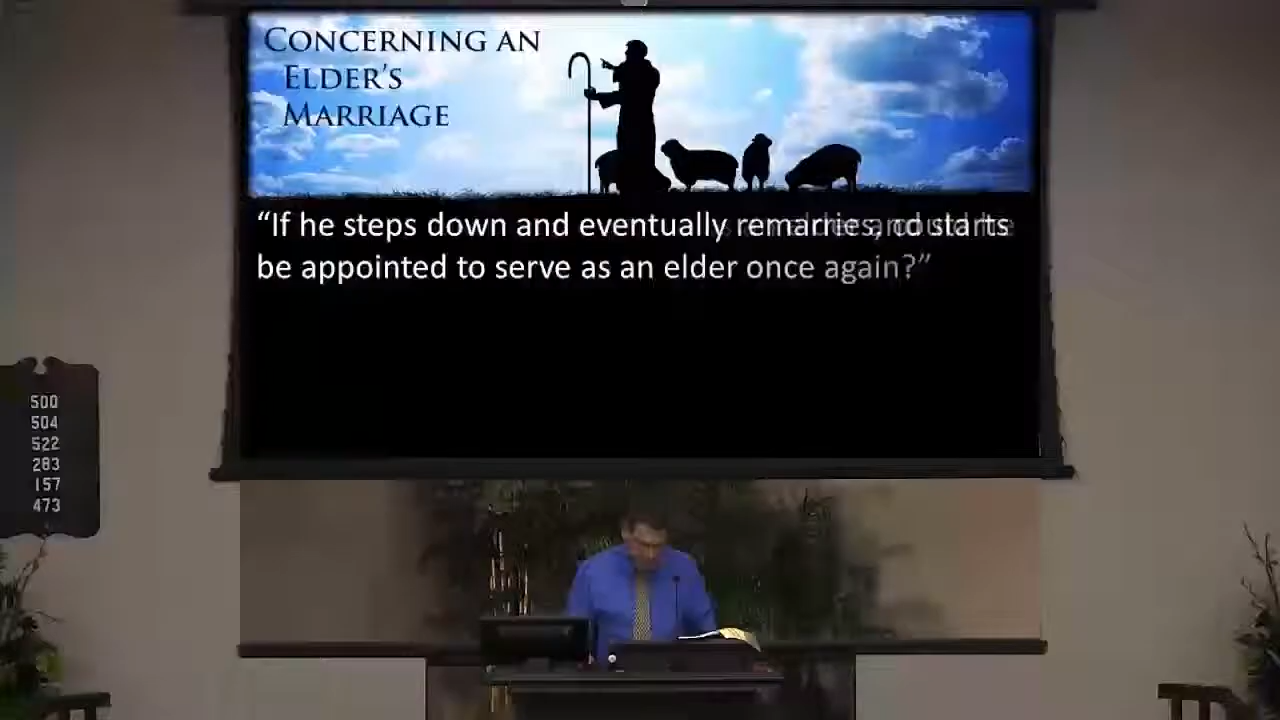 CONCERNING AN
ELDER'S
MARRIAGE
“If he steps down and eventually remarries,
be appointed to serve as an elder once again?”
500
504
522
283
157
473